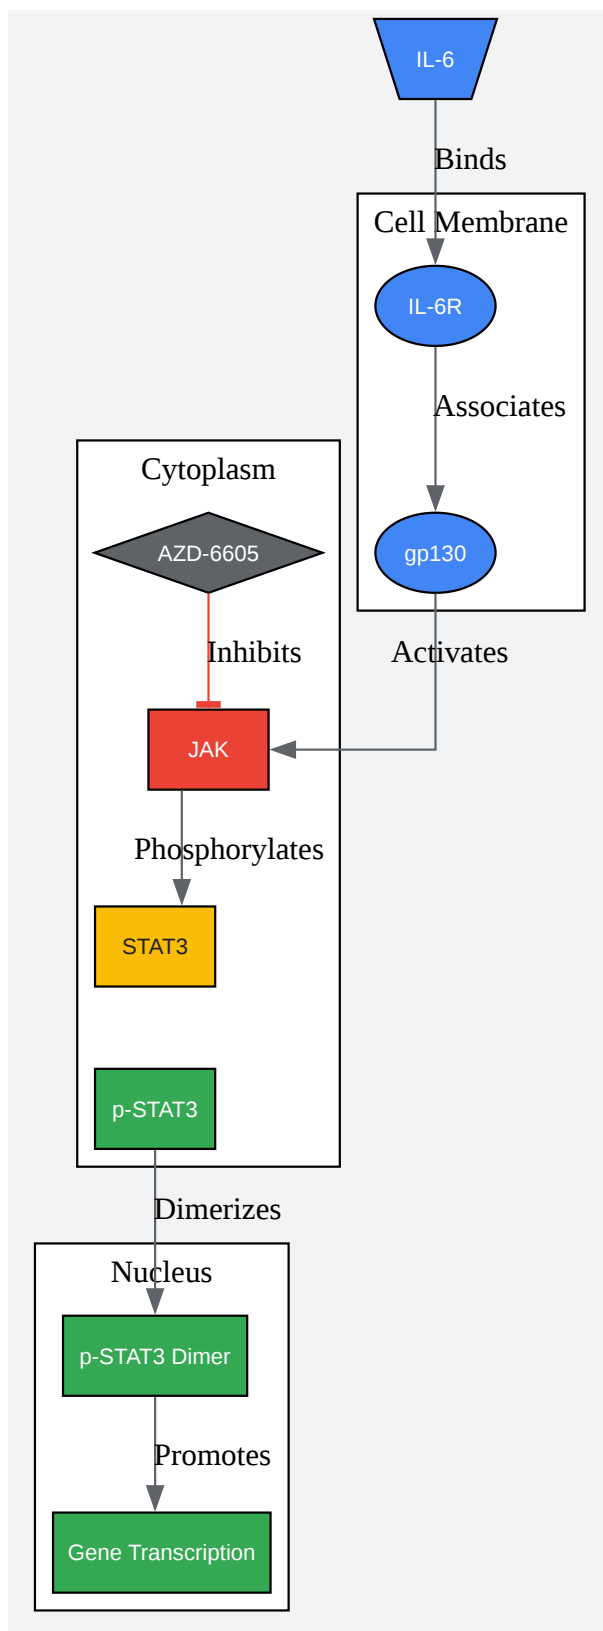 IL-6
Binds
Cell Membrane
IL-6R
Associates
Cytoplasm
AZD-6605
gp130
Inhibits
Activates
JAK
Phosphorylates
STAT3
p-STAT3
Dimerizes
Nucleus
p-STAT3 Dimer
Promotes
Gene Transcription